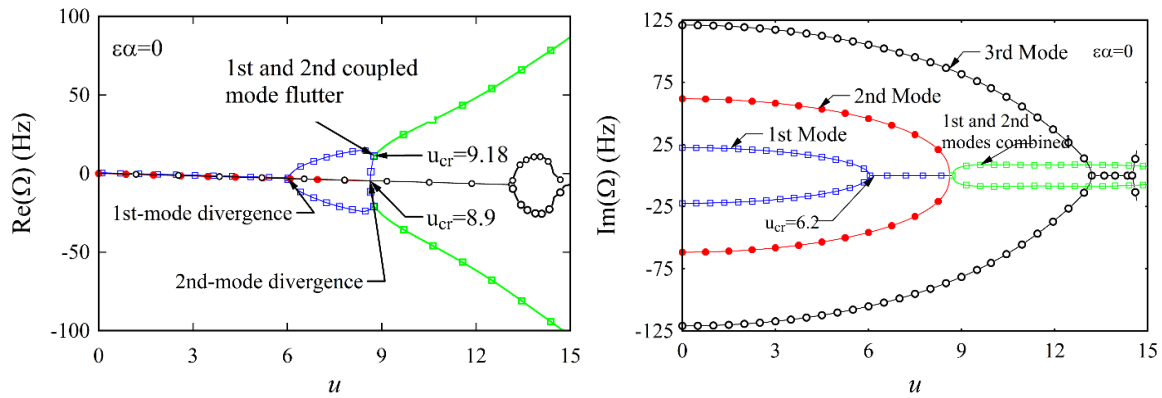 100
50
0
-50
-100
Re(Ω) (Hz)
εα=0
1st and 2nd coupled
mode flutter
u_cr=9.18
u_cr=8.9
1st-mode divergence
2nd-mode divergence
0 3 6 9 12 15
u
125
75
25
-25
-75
-125
Im(Ω) (Hz)
3rd Mode
εα=0
2nd Mode
1st Mode
1st and 2nd
modes combined
u_cr=6.2
0 3 6 9 12 15
u